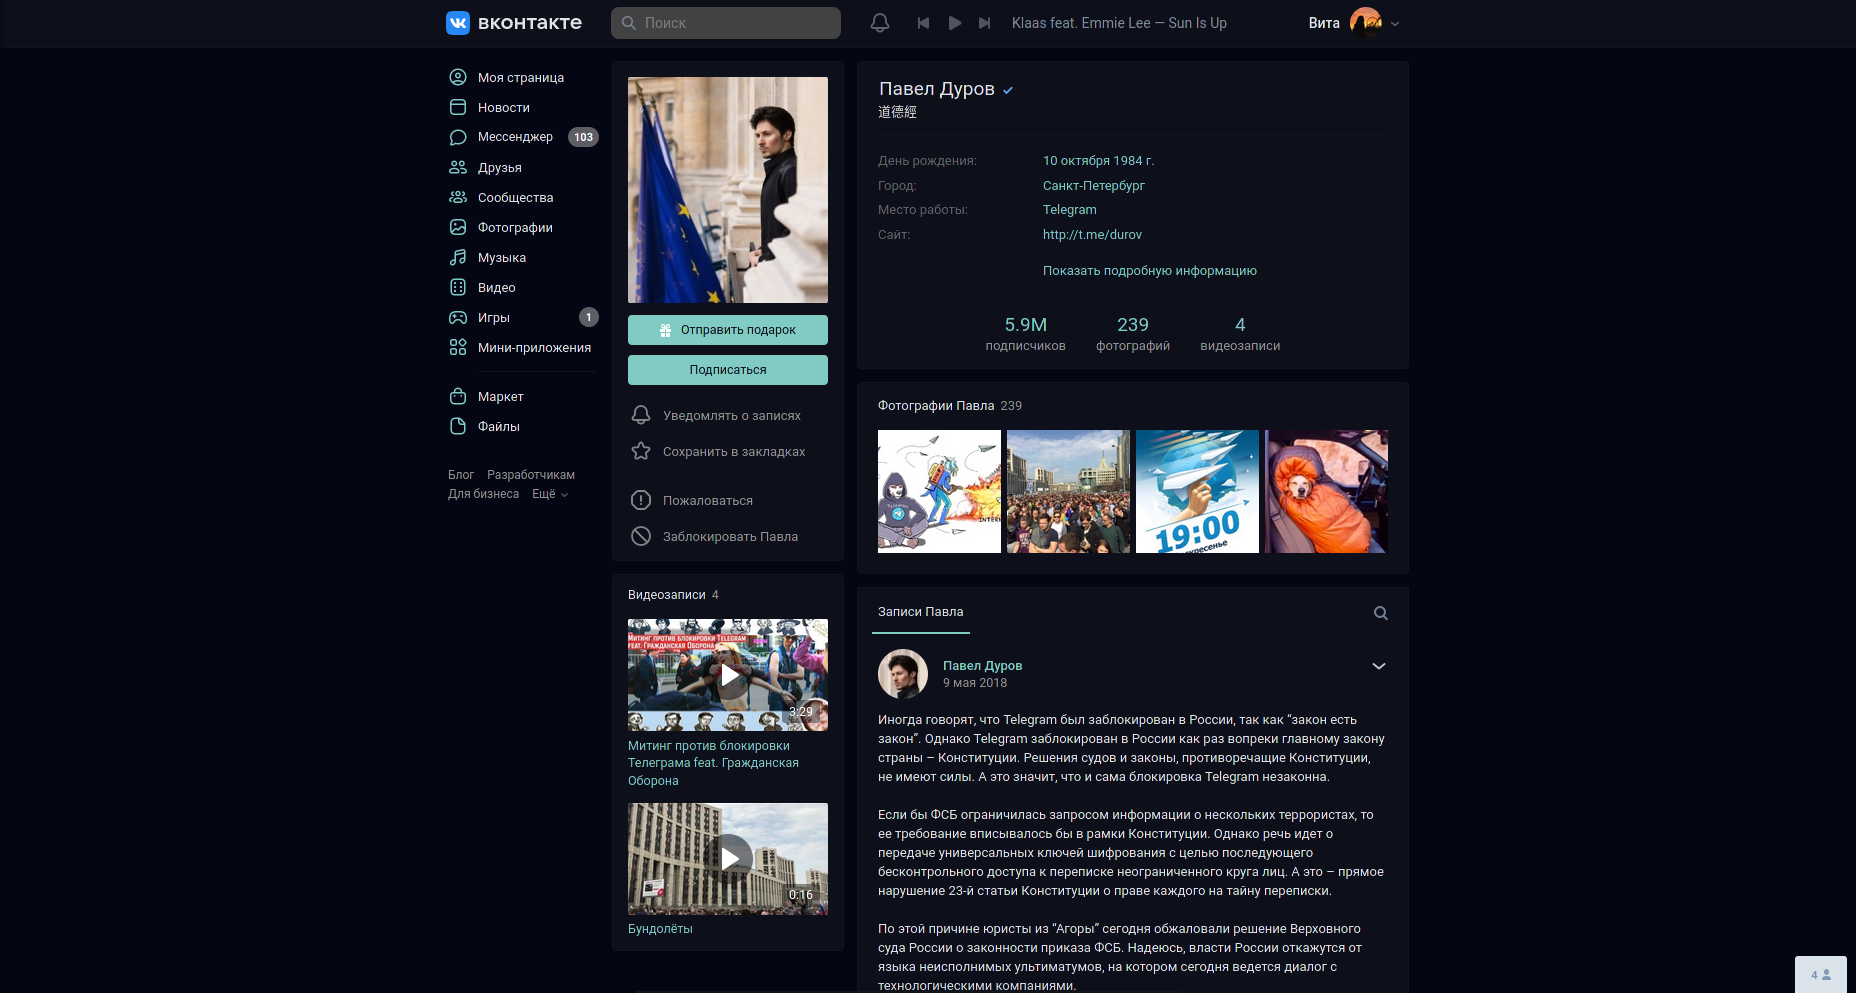 вконтакте
Поиск
Klaas feat. Emmie Lee — Sun Is Up
Вита
Моя страница
Новости
Мессенджер 103
Друзья
Сообщества
Фотографии
Музыка
Видео
Игры 1
Мини-приложения
Маркет
Файлы
Блог Разработчикам
Для бизнеса Ещё
Отправить подарок
Подписаться
Уведомлять о записях
Сохранить в закладках
Пожаловаться
Заблокировать Павла
Видеозаписи 4
МИТИНГ ПРОТИВ БЛОКИРОВКИ TELEGRAM
FEAT. ГРАЖДАНСКАЯ ОБОРОНА
3:29
Митинг против блокировки
Телеграма feat. Гражданская
Оборона
0:16
Бундолёты
Павел Дуров
道德經
День рождения: 10 октября 1984 г.
Город: Санкт-Петербург
Место работы: Telegram
Сайт: http://t.me/durov
Показать подробную информацию
5.9M 239 4
подписчиков фотографий видеозаписи
Фотографии Павла 239
Telegram
INTERN
19:00
скресенье
Записи Павла
Павел Дуров
9 мая 2018
Иногда говорят, что Telegram был заблокирован в России, так как “закон есть
закон”. Однако Telegram заблокирован в России как раз вопреки главному закону
страны – Конституции. Решения судов и законы, противоречащие Конституции,
не имеют силы. А это значит, что и сама блокировка Telegram незаконна.
Если бы ФСБ ограничилась запросом информации о нескольких террористах, то
ее требование вписывалось бы в рамки Конституции. Однако речь идет о
передаче универсальных ключей шифрования с целью последующего
бесконтрольного доступа к переписке неограниченного круга лиц. А это – прямое
нарушение 23-й статьи Конституции о праве каждого на тайну переписки.
По этой причине юристы из “Агоры” сегодня обжаловали решение Верховного
суда России о законности приказа ФСБ. Надеюсь, власти России откажутся от
языка неисполнимых ультиматумов, на котором сегодня ведется диалог с
технологическими компаниями.
4